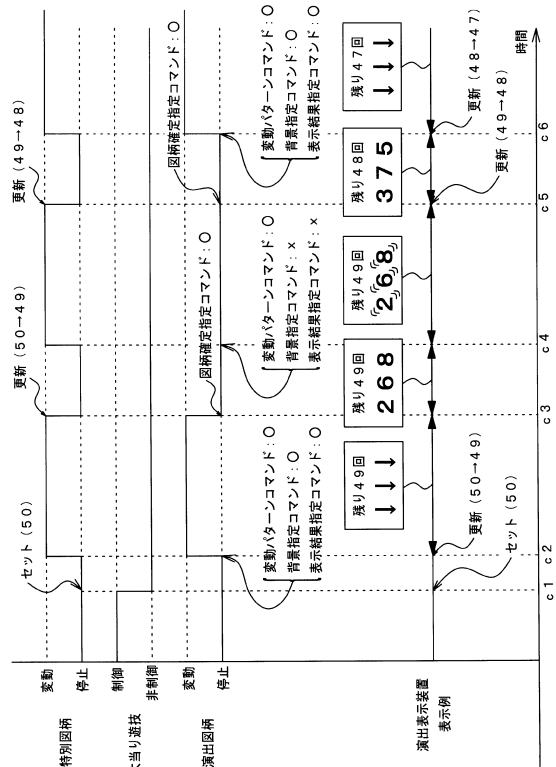 セット(50)
更新(50→49)
更新(49→48)
特別図柄
変動
停止
大当り遊技
制御
非制御
演出図柄
変動
停止
図柄確定指定コマンド:○
図柄確定指定コマンド:○
変動パターンコマンド:○
背景指定コマンド:○
表示結果指定コマンド:○
変動パターンコマンド:○
背景指定コマンド:×
表示結果指定コマンド:×
変動パターンコマンド:○
背景指定コマンド:○
表示結果指定コマンド:○
残り49回
↓ ↓ ↓
残り49回
268
残り49回
268
残り48回
375
残り47回
↓ ↓ ↓
演出表示装置
表示例
セット(50)
更新(50→49)
更新(49→48)
更新(48→47)
c1
c2
c3
c4
c5
c6
時間